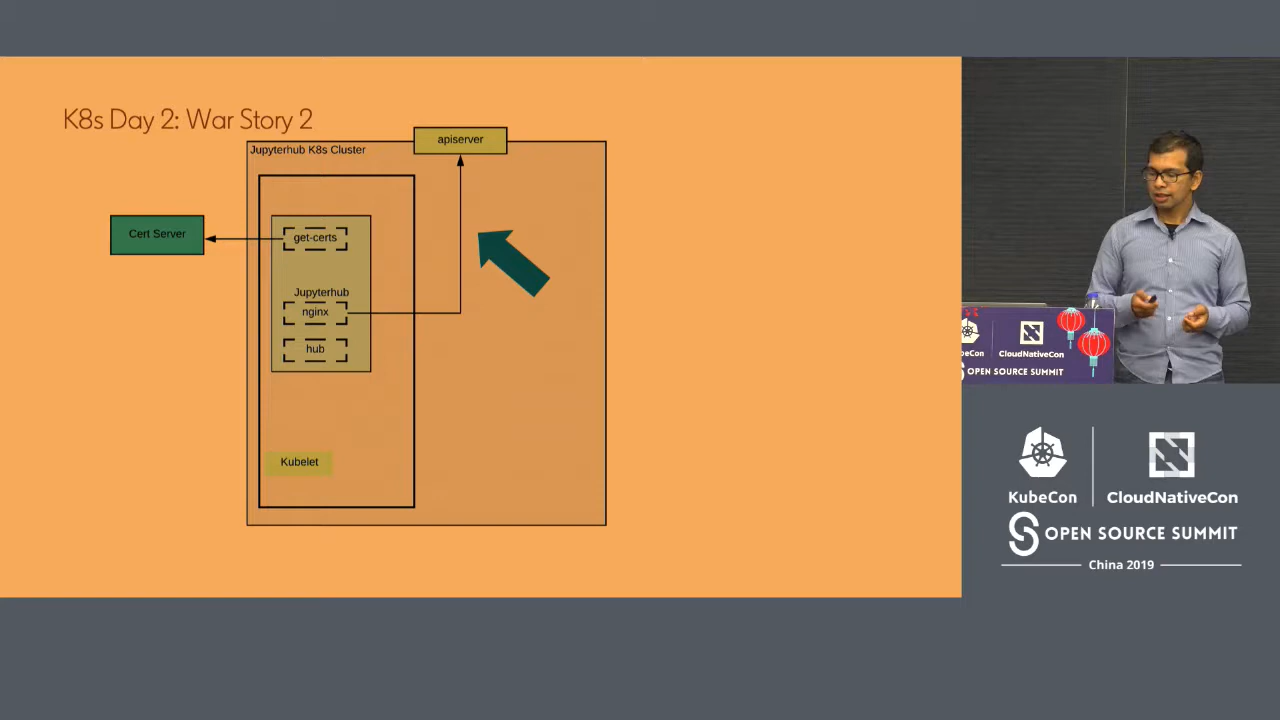 K8s Day 2: War Story 2
apiserver
Jupyterhub K8s Cluster
Cert Server
get-certs
Jupyterhub
nginx
hub
Kubelet
eCon
CLOUDNATIVECON
OPEN SOURCE SUMMIT
KubeCon
CloudNativeCon
OPEN SOURCE SUMMIT
China 2019